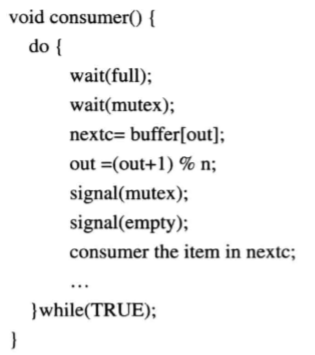 void consumer() {
do {
wait(full);
wait(mutex);
nextc= buffer[out];
out =(out+1) % n;
signal(mutex);
signal(empty);
consumer the item in nextc;
…
}while(TRUE);
}